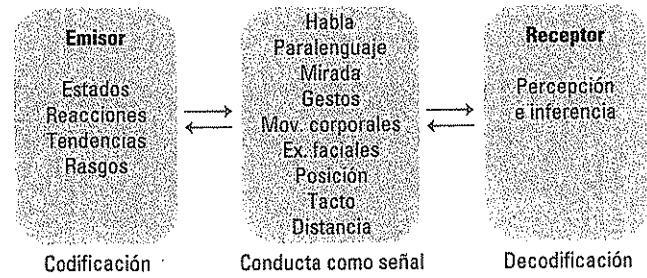 Emisor
Estados
Reacciones
Tendencias
Rasgos
Codificación
Habla
Paralenguaje
Mirada
Gestos
Mov. corporales
Ex. faciales
Posición
Tacto
Distancia
Conducta como señal
Receptor
Percepción
e inferencia
Decodificación